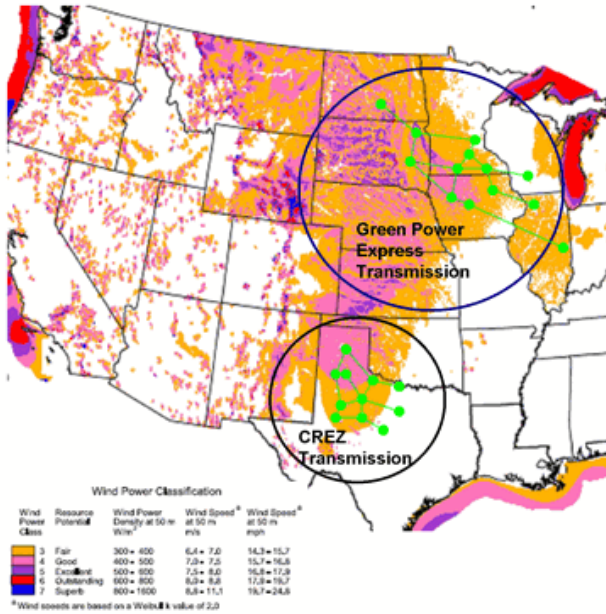 Green Power
Express
Transmission
CREZ
Transmission
Wind Power Classification
Wind Power Class Resource Potential Wind Power Density at 50 m W/m² Wind Speed a at 50 m m/s Wind Speed a at 50 m mph
3 Fair 300 - 400 6.4 - 7.0 14.3 - 15.7
4 Good 400 - 500 7.0 - 7.5 15.7 - 16.8
5 Excellent 500 - 600 7.5 - 8.0 16.8 - 17.9
6 Outstanding 600 - 800 8.0 - 8.8 17.9 - 19.7
7 Superb 800 - 1600 8.8 - 11.1 19.7 - 24.8
a Wind speeds are based on a Weibull k value of 2.0